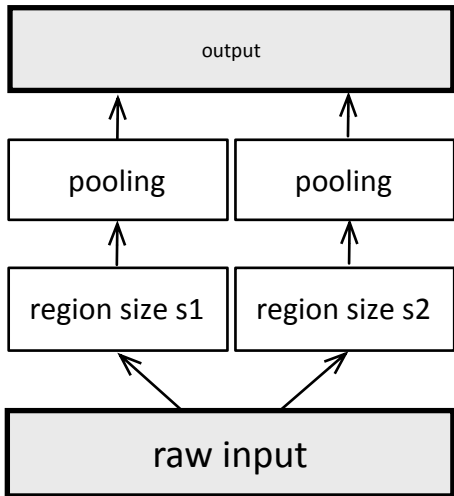 output
pooling
pooling
region size s1
region size s2
raw input